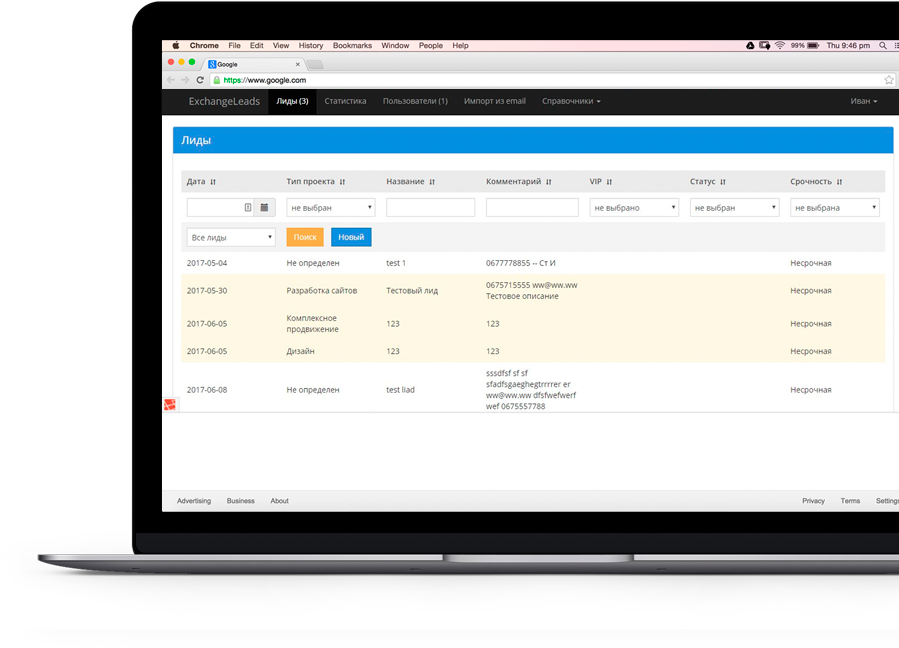 Chrome File Edit View History Bookmarks Window People Help 99% Thu 9:46 pm
Google
https://www.google.com
ExchangeLeads Лиды (3) Статистика Пользователи (1) Импорт из email Справочники Иван
Лиды
Дата Тип проекта Название Комментарий VIP Статус Срочность
не выбран не выбрано не выбран не выбрана
Все лиды Поиск Новый
2017-05-04 Не определен test 1 0677778855 -- Ст И Несрочная
0675715555 ww@ww.ww
2017-05-30 Разработка сайтов Тестовый лид Несрочная
Тестовое описание
Комплексное
2017-06-05 123 123 Несрочная
продвижение
2017-06-05 Дизайн 123 123 Несрочная
sssdfsf sf sf
sfadfsgaeghegtrrrrer er
2017-06-08 Не определен test liad Несрочная
ww@ww.ww dfsfwefwerf
wef 0675557788
Advertising Business About Privacy Terms Settings